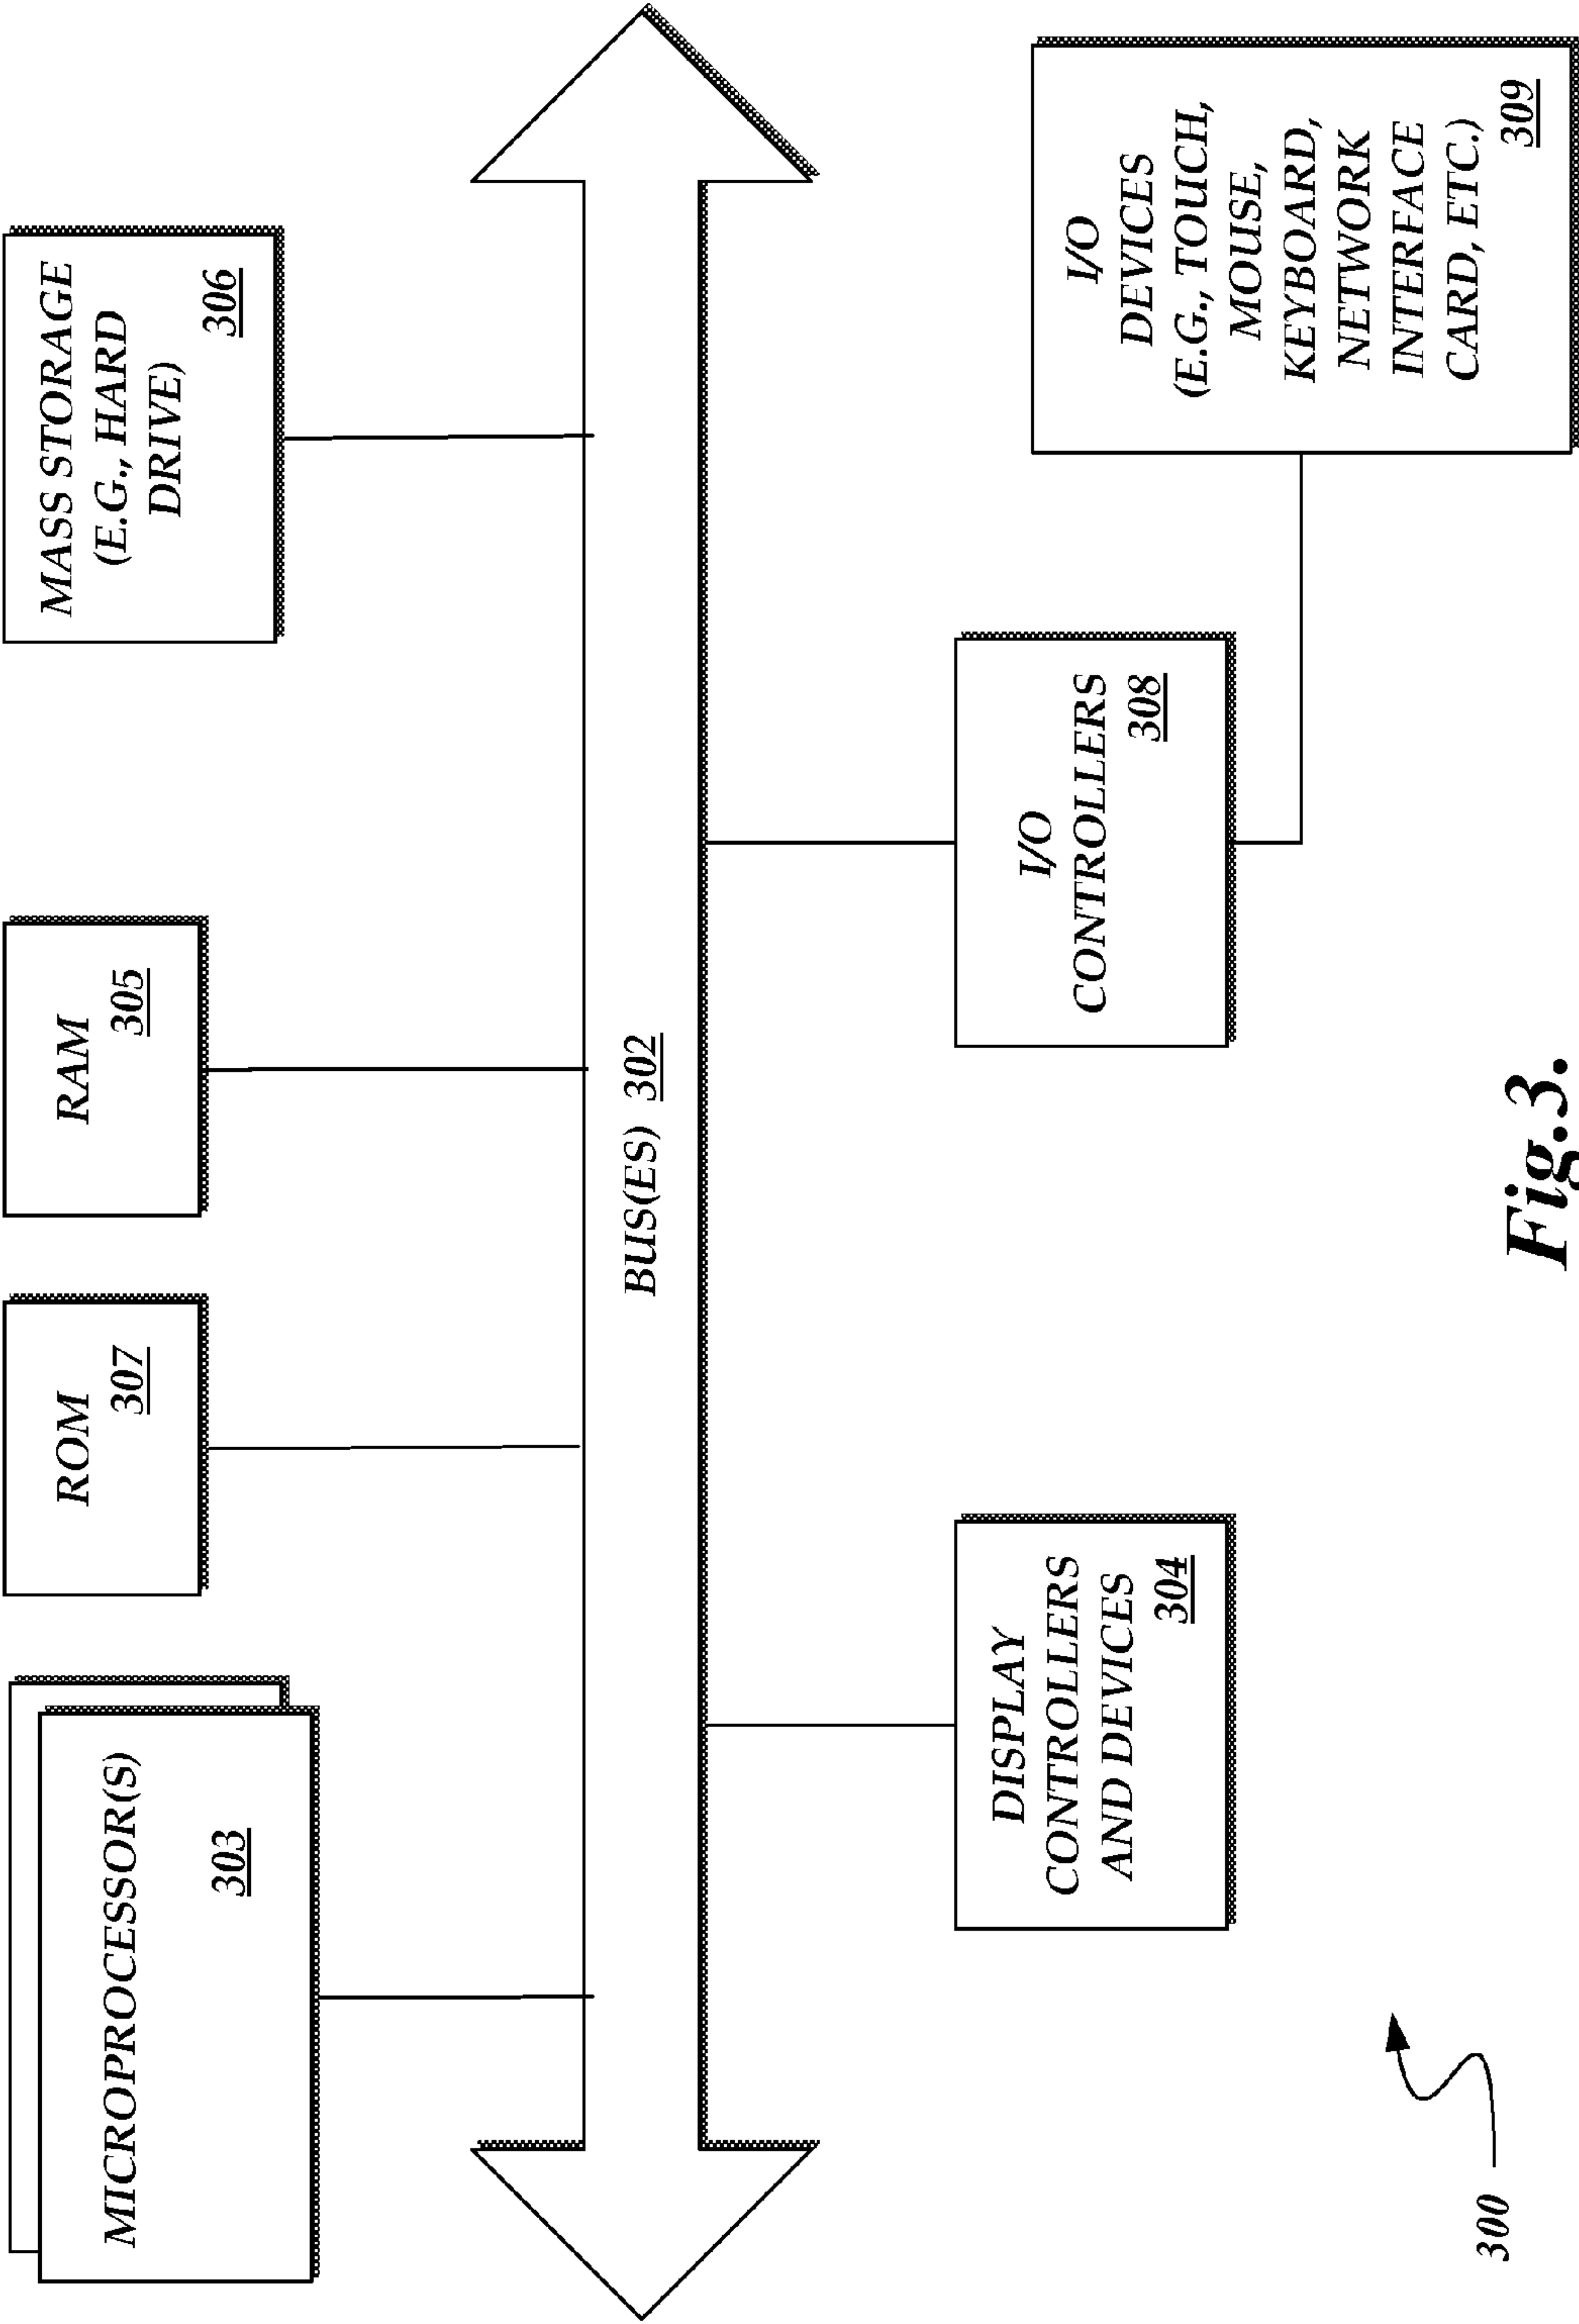 MICROPROCESSOR(S)
303
ROM
307
RAM
305
MASS STORAGE
(E.G., HARD
DRIVE)
306
BUS(ES) 302
DISPLAY
CONTROLLERS
AND DEVICES
304
I/O
CONTROLLERS
308
I/O
DEVICES
(E.G., TOUCH,
MOUSE,
KEYBOARD,
NETWORK
INTERFACE
CARD, ETC.)
309
300
Fig.3.